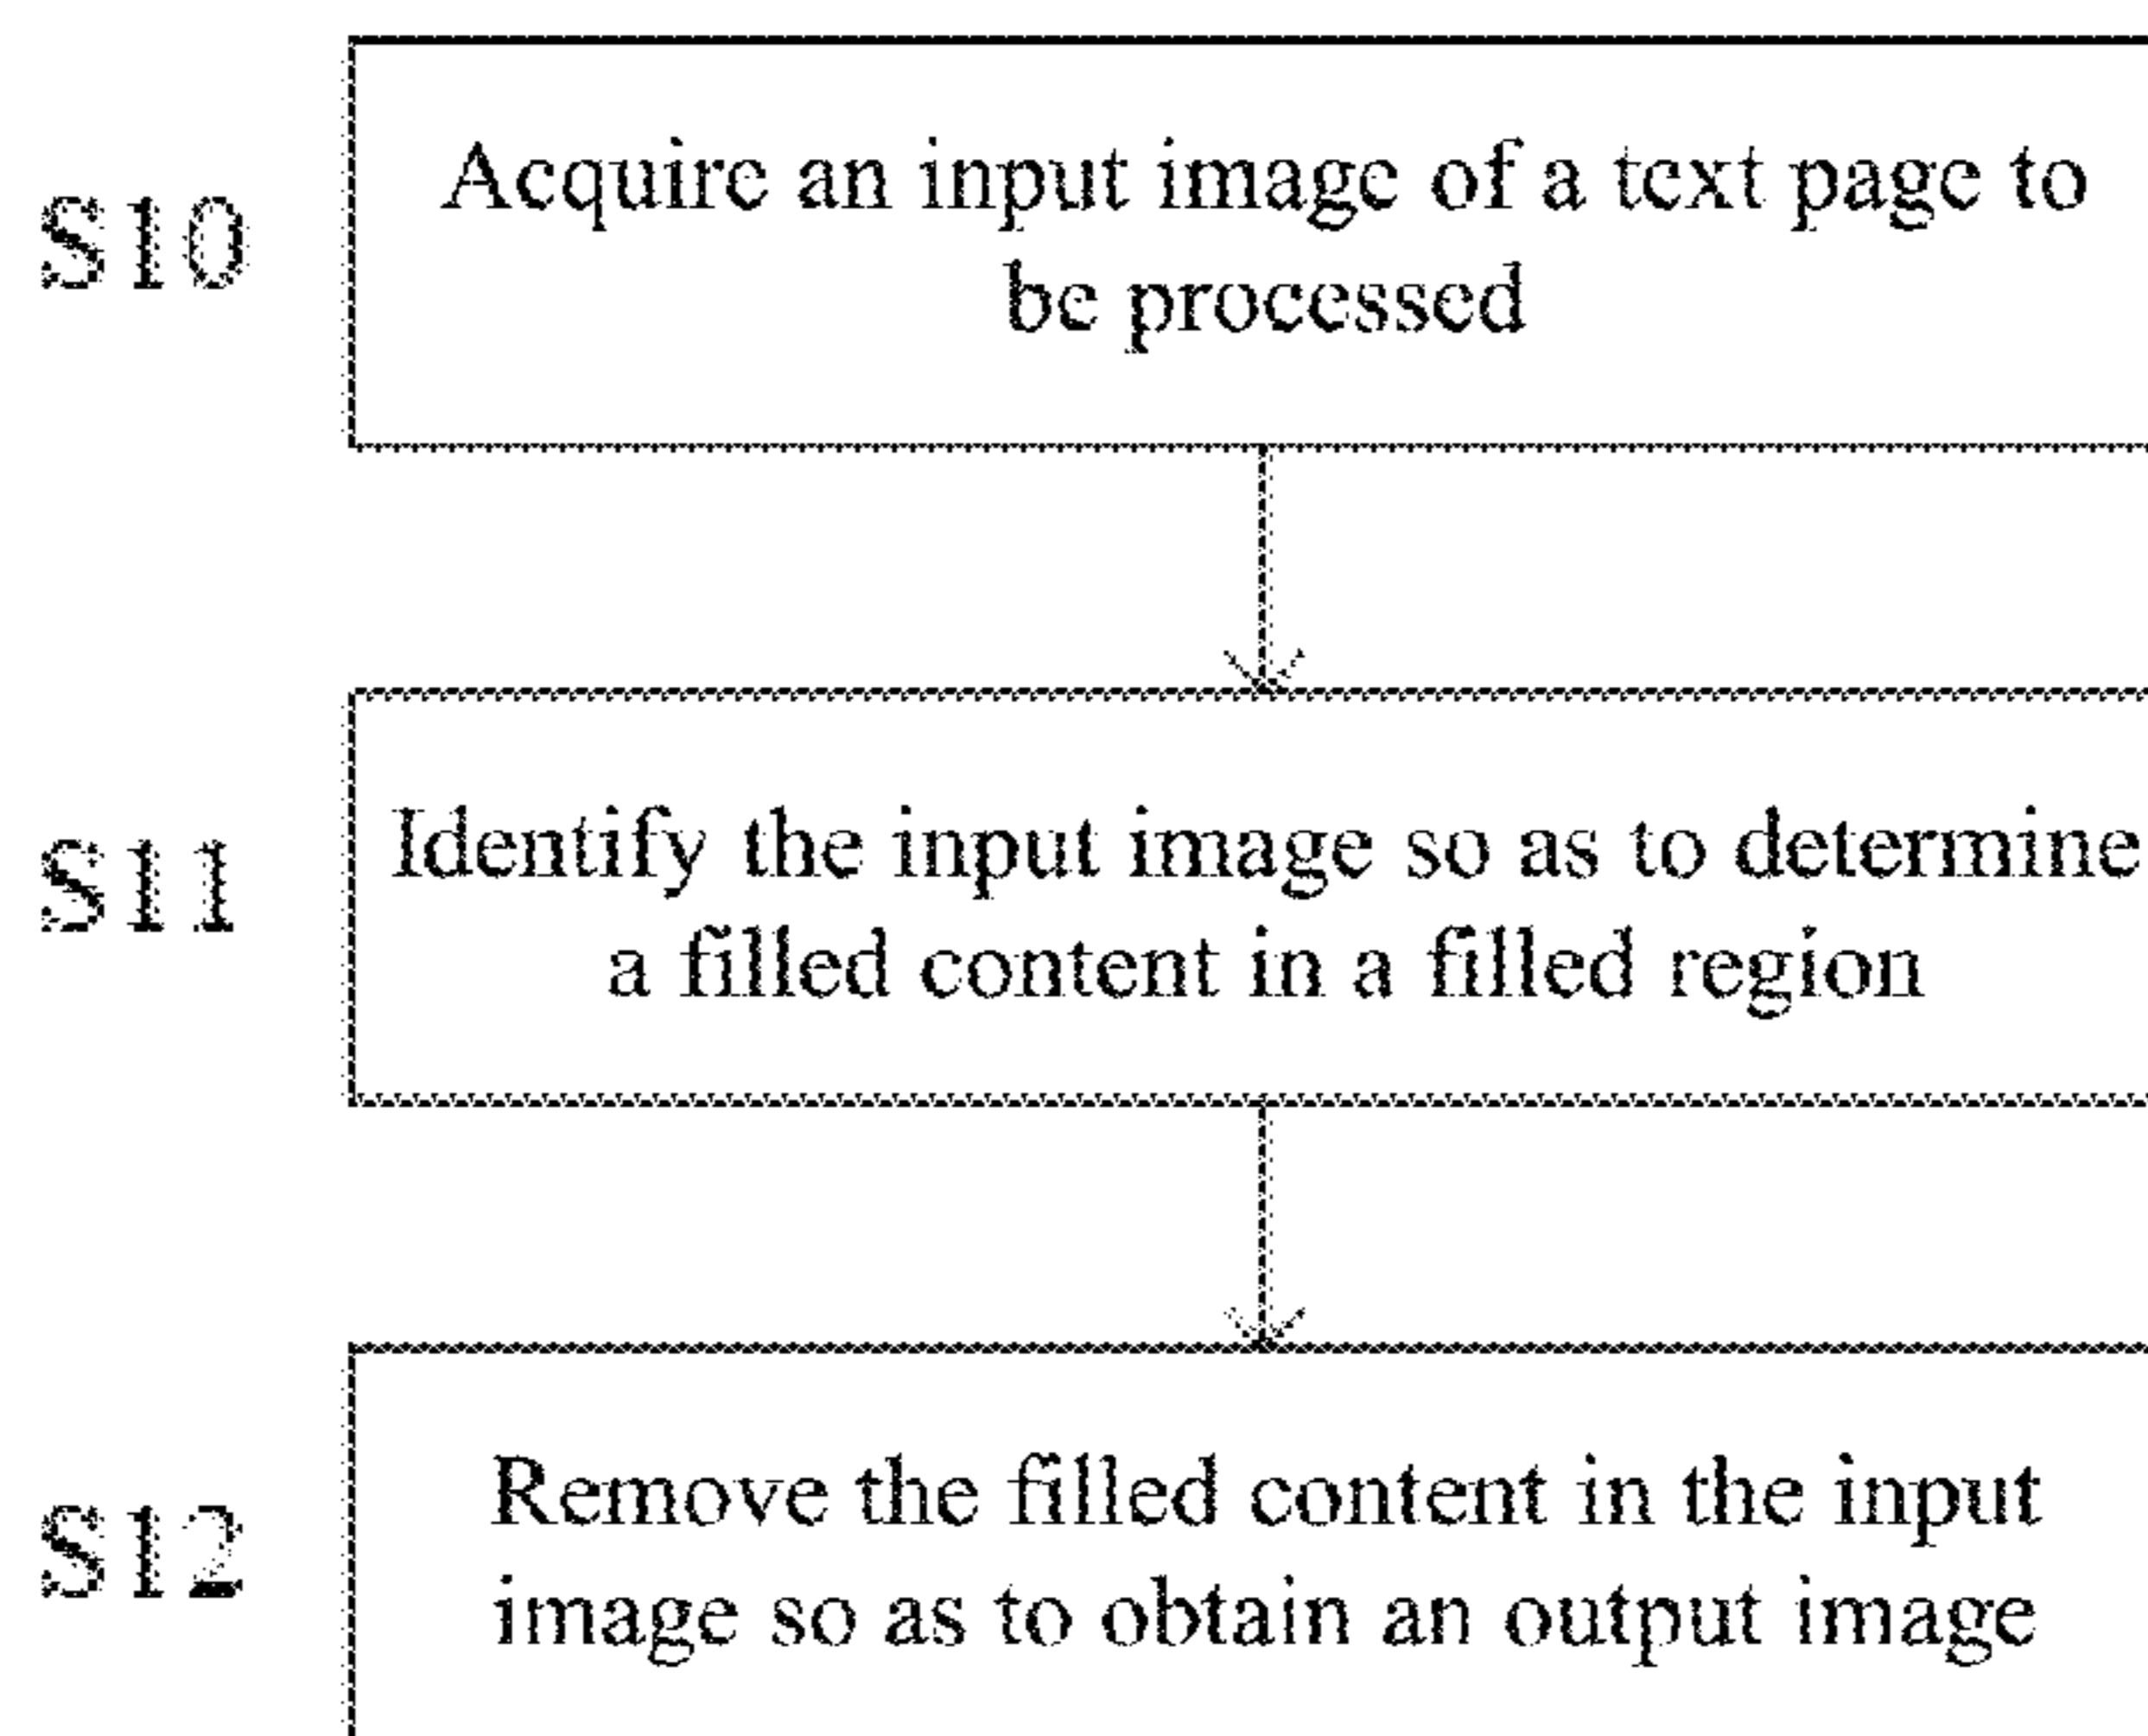 Acquire an input image of a text page to
S10
be processed
Identify the input image so as to determine
S11
a filled content in a filled region
Remove the filled content in the input
S12
image so as to obtain an output image